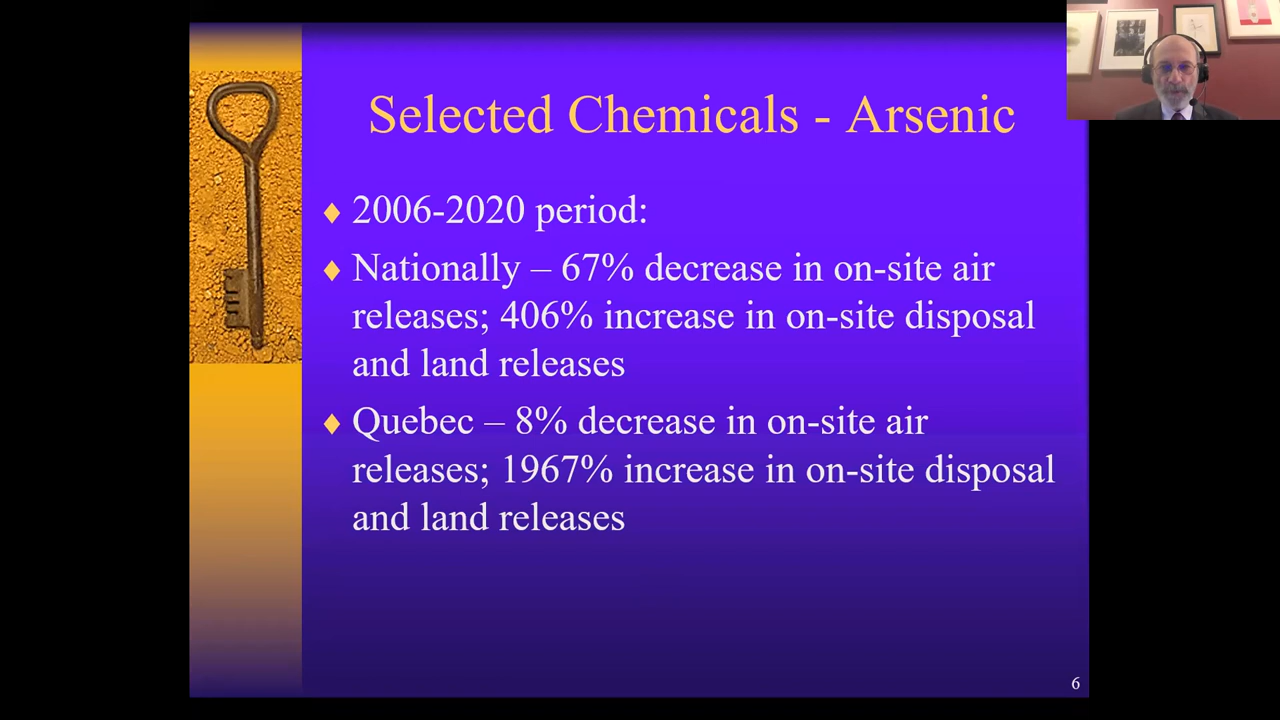 Selected Chemicals - Arsenic
♦ 2006-2020 period:
♦ Nationally – 67% decrease in on-site air
releases; 406% increase in on-site disposal
and land releases
♦ Quebec – 8% decrease in on-site air
releases; 1967% increase in on-site disposal
and land releases
6